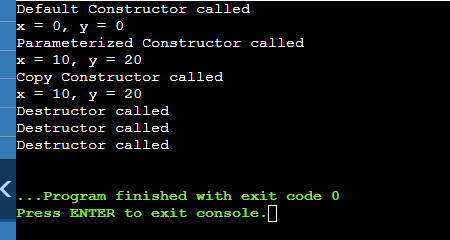 Default Constructor called
x = 0, y = 0
Parameterized Constructor called
x = 10, y = 20
Copy Constructor called
x = 10, y = 20
Destructor called
Destructor called
Destructor called
...Program finished with exit code 0
Press ENTER to exit console.